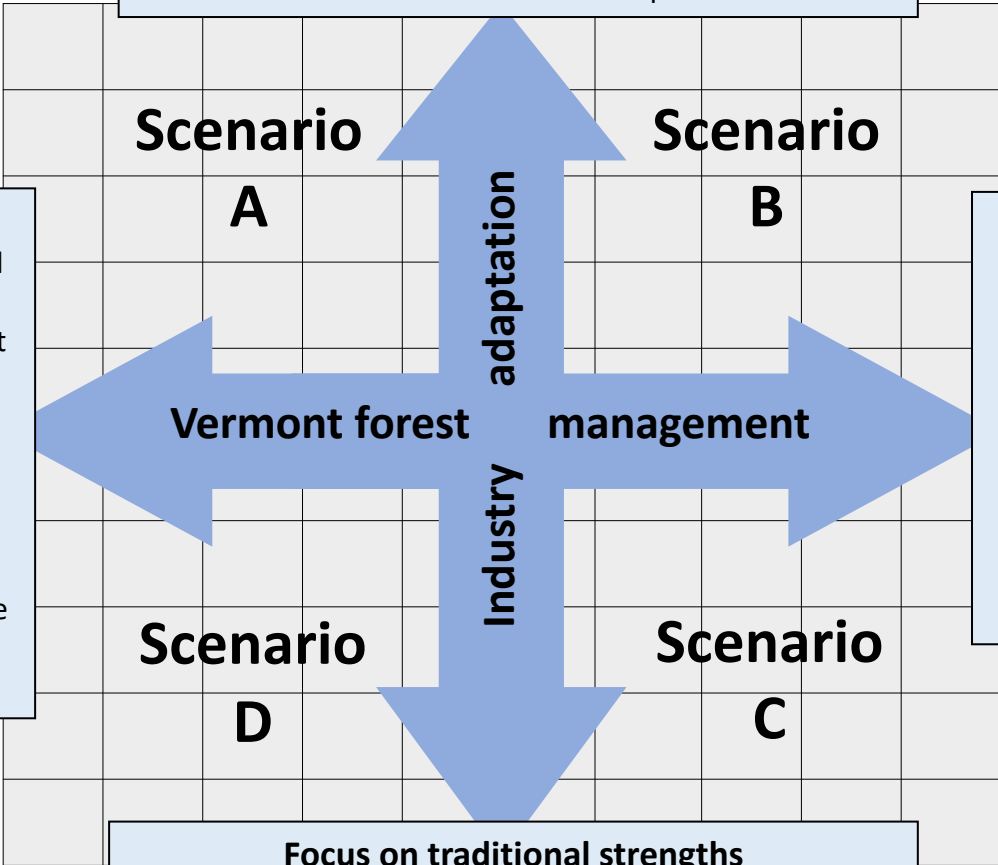 Scenario
A
Scenario
B
Industry adaptation
Vermont forest management
Scenario
D
Scenario
C
Focus on traditional strengths